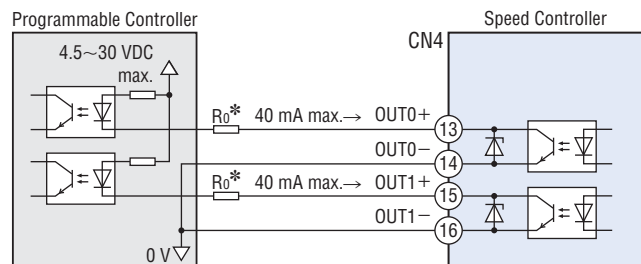 Programmable Controller
Speed Controller
CN4
4.5~30 VDC
max.
R0* 40 mA max.→ OUT0+ 13
OUT0− 14
R0* 40 mA max.→ OUT1+ 15
OUT1− 16
0 V